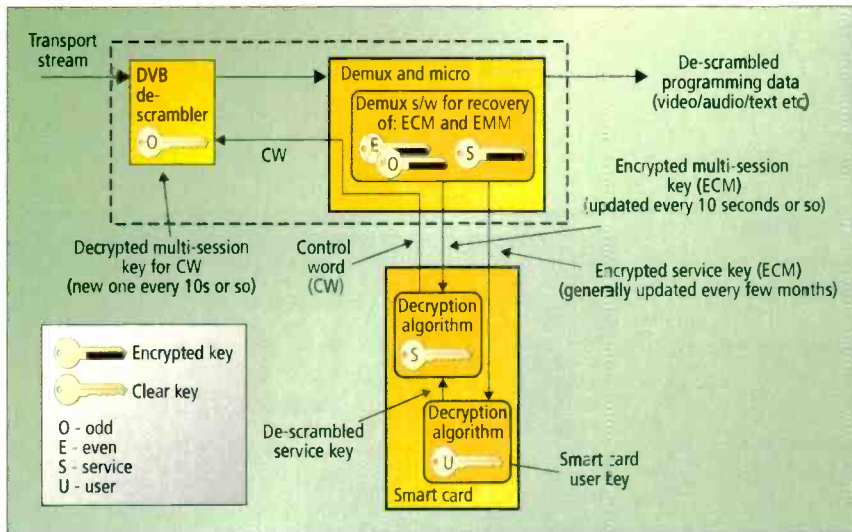 Transport
stream
DVB
de-
scrambler
O
Demux and micro
Demux s/w for recovery
of: ECM and EMM
E
O
S
De-scrambled
programming data
(video/audio/text etc)
CW
Encrypted multi-session
key (ECM)
(updated every 10 seconds or so)
Decrypted multi-session
key for CW
(new one every 10s or so)
Control
word
(CW)
Encrypted service key (ECM)
(generally updated every few months)
Decryption
algorithm
S
Encrypted key
Clear key
O - odd
E - even
S - service
U - user
De-scrambled
service key
Decryption
algorithm
U
Smart card
Smart card
user key